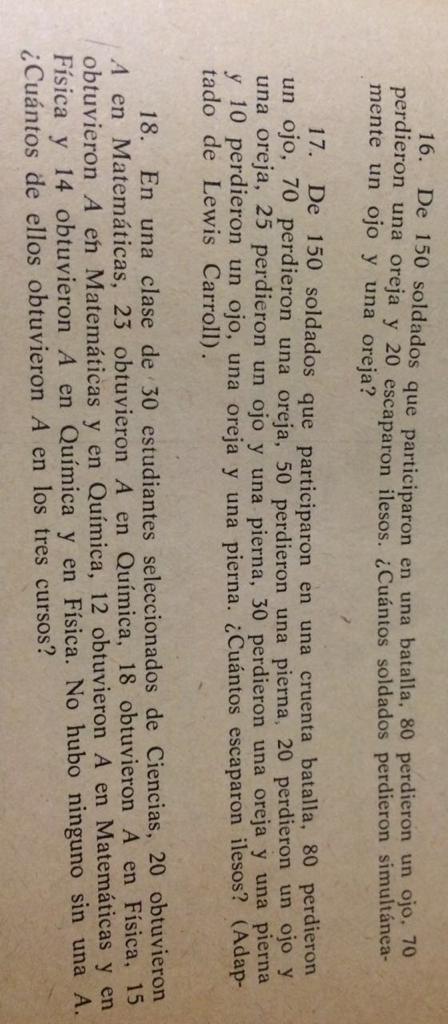 16. De 150 soldados que participaron en una batalla, 80 perdieron un ojo, 70
perdieron una oreja y 20 escaparon ilesos. ¿Cuántos soldados perdieron simultánea-
mente un ojo y una oreja?
17. De 150 soldados que participaron en una cruenta batalla, 80 perdieron
un ojo, 70 perdieron una oreja, 50 perdieron una pierna, 20 perdieron un ojo y
una oreja, 25 perdieron un ojo y una pierna, 30 perdieron una oreja y una pierna
y 10 perdieron un ojo, una oreja y una pierna. ¿Cuántos escaparon ilesos? (Adap-
tado de Lewis Carroll).
18. En una clase de 30 estudiantes seleccionados de Ciencias, 20 obtuvieron
A en Matemáticas, 23 obtuvieron A en Química, 18 obtuvieron A en Física, 15
obtuvieron A en Matemáticas y en Química, 12 obtuvieron A en Matemáticas y en
Física y 14 obtuvieron A en Química y en Física. No hubo ninguno sin una A.
¿Cuántos de ellos obtuvieron A en los tres cursos?